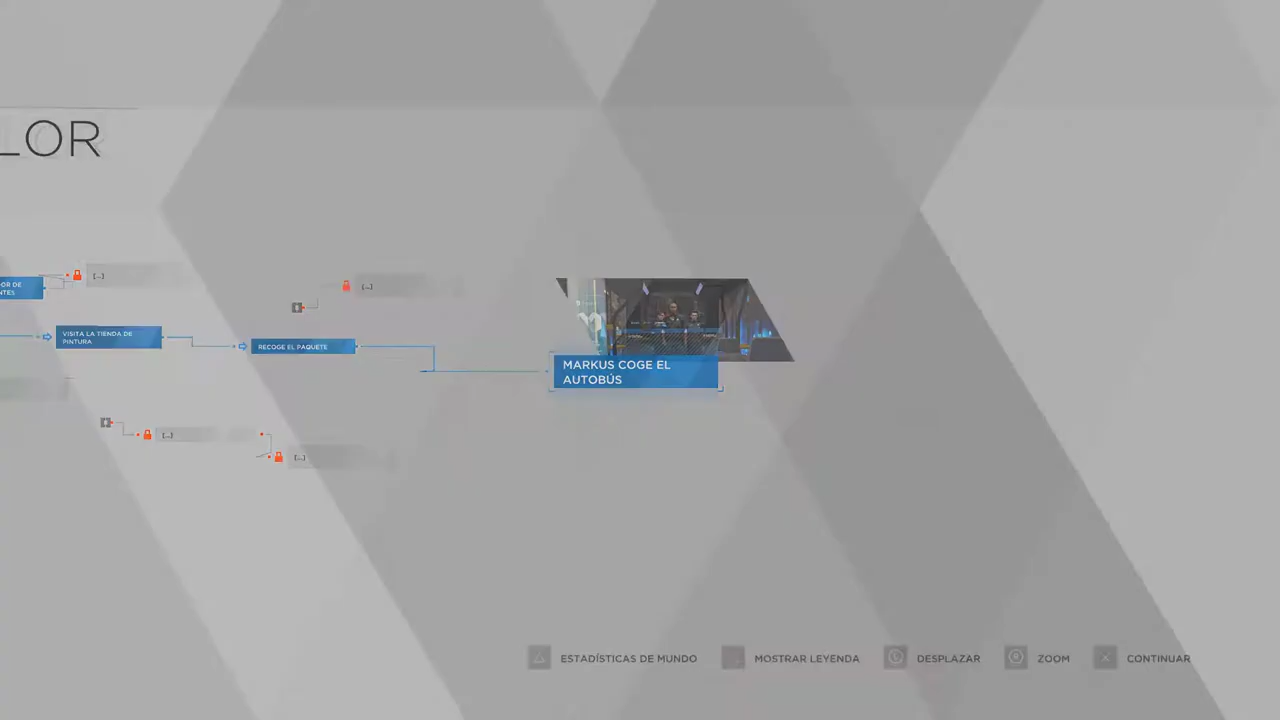 LOR
OR DE
NTES
[...]
[...]
VISITA LA TIENDA DE
PINTURA
RECOGE EL PAQUETE
MARKUS COGE EL
AUTOBÚS
[...]
[...]
ESTADÍSTICAS DE MUNDO
MOSTRAR LEYENDA
DESPLAZAR
ZOOM
CONTINUAR